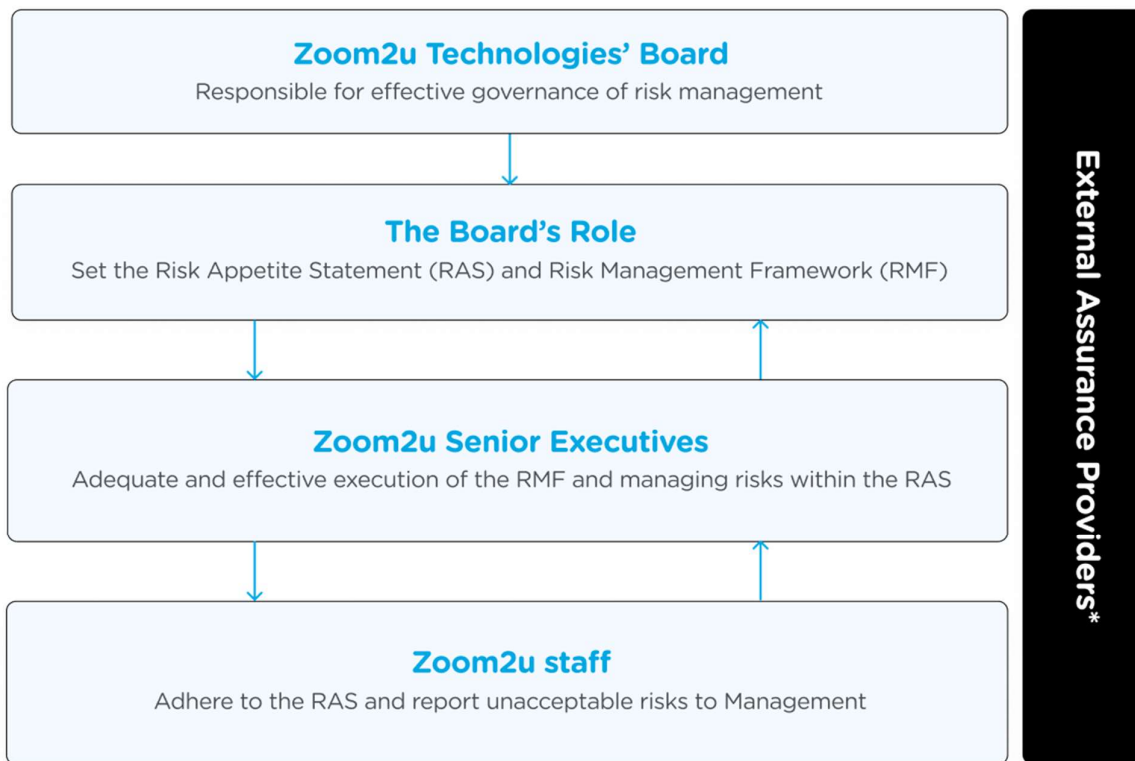 Zoom2u Technologies’ Board
Responsible for effective governance of risk management
The Board’s Role
Set the Risk Appetite Statement (RAS) and Risk Management Framework (RMF)
Zoom2u Senior Executives
Adequate and effective execution of the RMF and managing risks within the RAS
Zoom2u staff
Adhere to the RAS and report unacceptable risks to Management
External Assurance Providers*